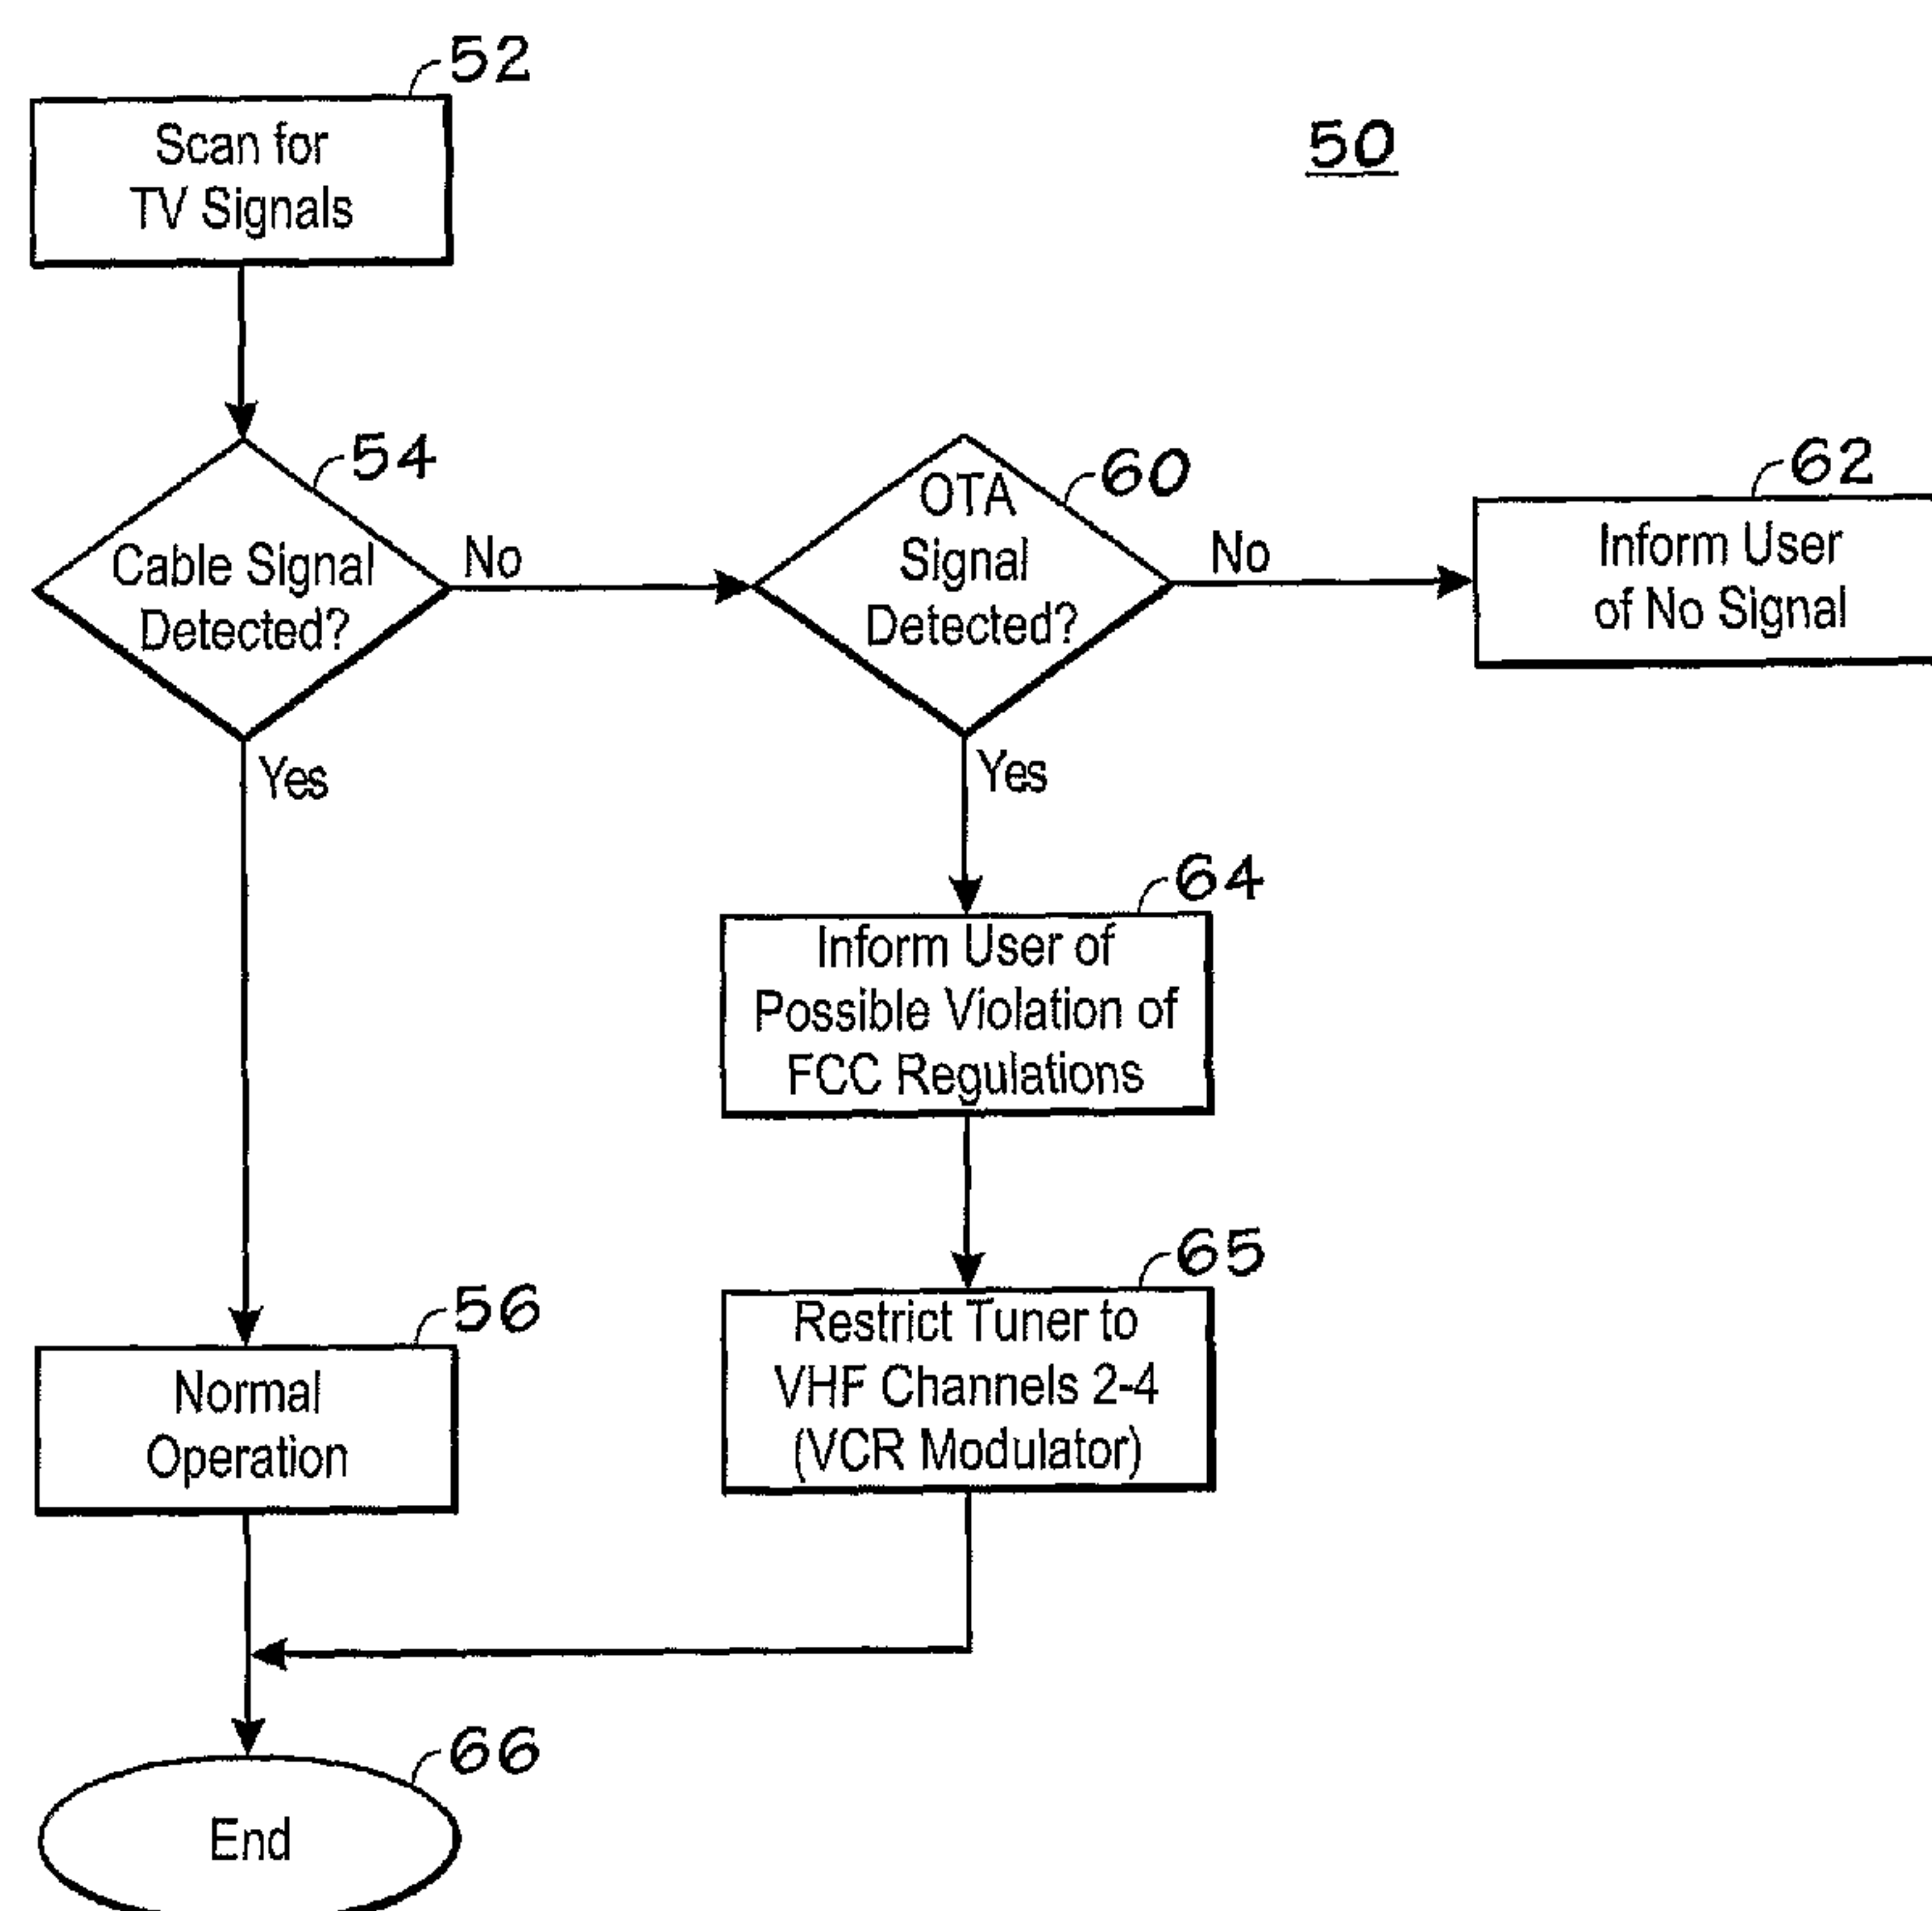 52
Scan for
TV Signals
50
54
Cable Signal
Detected?
No
Yes
60
OTA
Signal
Detected?
No
Yes
62
Inform User
of No Signal
64
Inform User of
Possible Violation of
FCC Regulations
65
Restrict Tuner to
VHF Channels 2-4
(VCR Modulator)
56
Normal
Operation
66
End